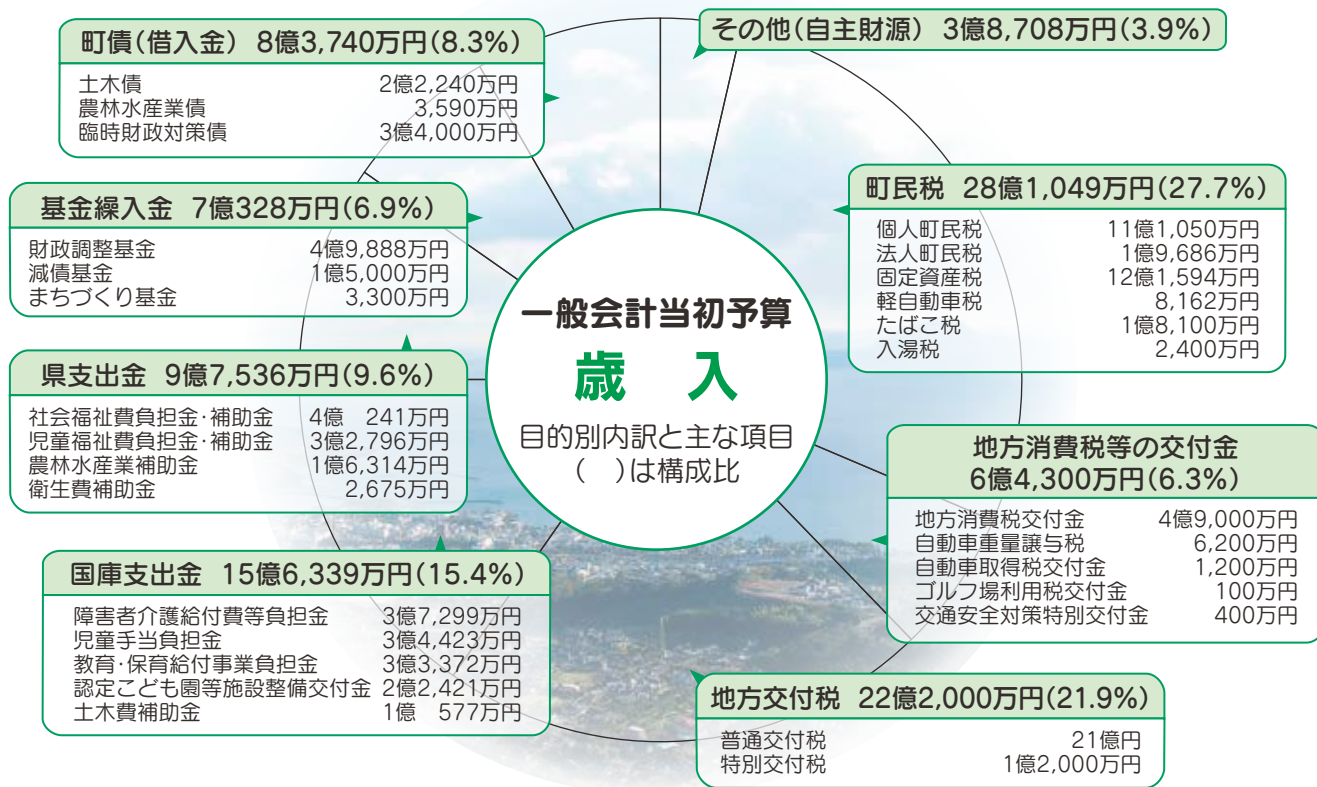 町債(借入金) 8億3,740万円(8.3%)
土木債 2億2,240万円
農林水産業債 3,590万円
臨時財政対策債 3億4,000万円
基金繰入金 7億328万円(6.9%)
財政調整基金 4億9,888万円
減債基金 1億5,000万円
まちづくり基金 3,300万円
県支出金 9億7,536万円(9.6%)
社会福祉費負担金・補助金 4億 241万円
児童福祉費負担金・補助金 3億2,796万円
農林水産業補助金 1億6,314万円
衛生費補助金 2,675万円
国庫支出金 15億6,339万円(15.4%)
障害者介護給付費等負担金 3億7,299万円
児童手当負担金 3億4,423万円
教育・保育給付事業負担金 3億3,372万円
認定こども園等施設整備交付金 2億2,421万円
土木費補助金 1億 577万円
一般会計当初予算
歳 入
目的別内訳と主な項目
( )は構成比
その他(自主財源) 3億8,708万円(3.9%)
町民税 28億1,049万円(27.7%)
個人町民税 11億1,050万円
法人町民税 1億9,686万円
固定資産税 12億1,594万円
軽自動車税 8,162万円
たばこ税 1億8,100万円
入湯税 2,400万円
地方消費税等の交付金
6億4,300万円(6.3%)
地方消費税交付金 4億9,000万円
自動車重量譲与税 6,200万円
自動車取得税交付金 1,200万円
ゴルフ場利用税交付金 100万円
交通安全対策特別交付金 400万円
地方交付税 22億2,000万円(21.9%)
普通交付税 21億円
特別交付税 1億2,000万円